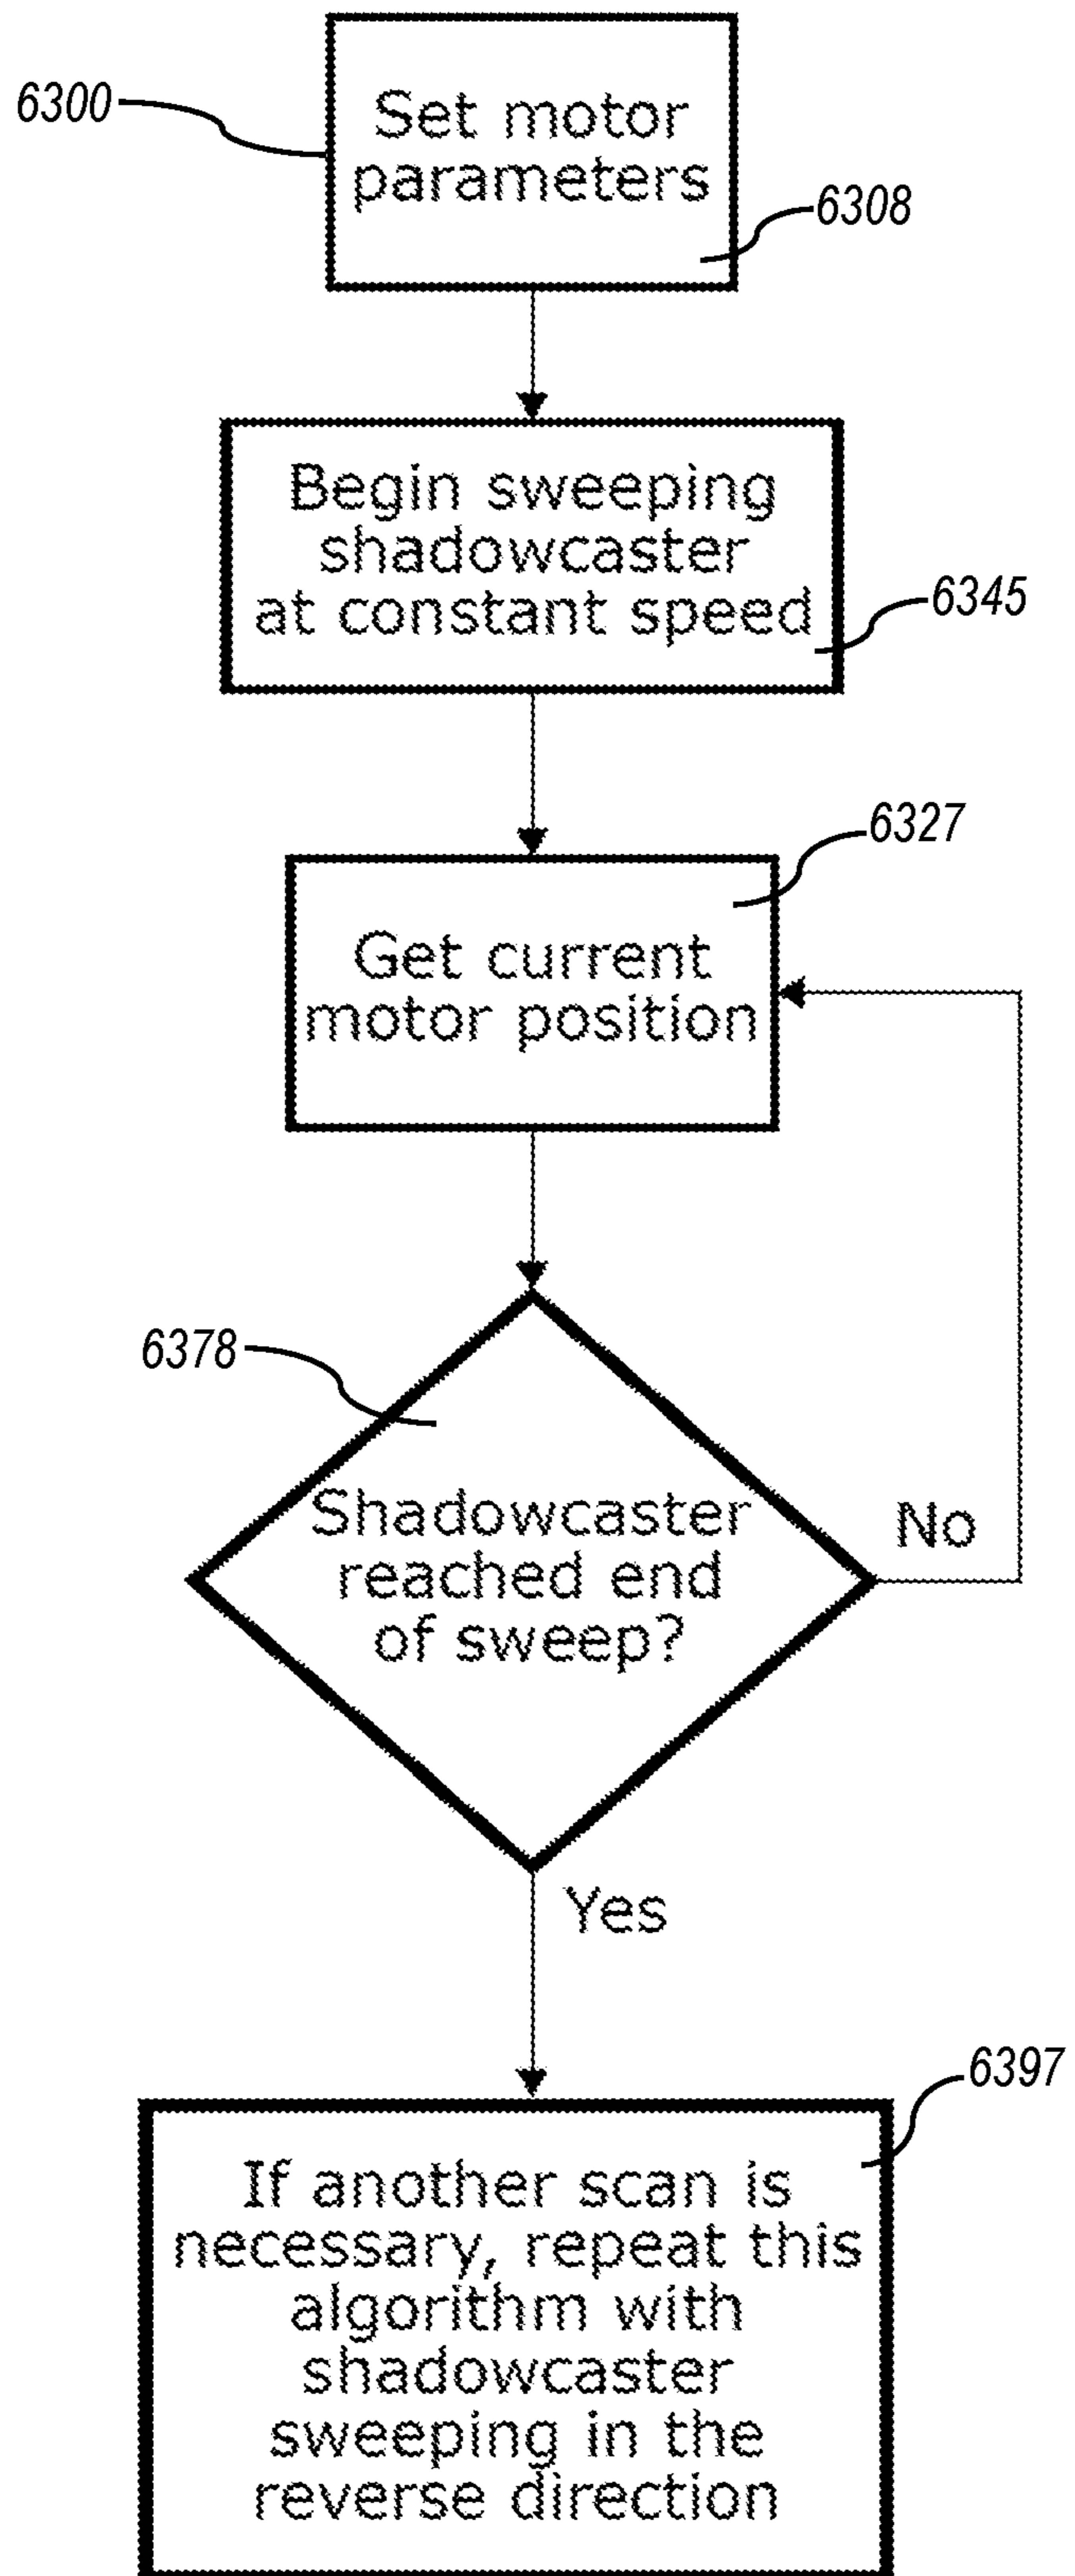 6300
Set motor
parameters
6308
Begin sweeping
shadowcaster
at constant speed
6345
6327
Get current
motor position
6378
Shadowcaster
reached end
of sweep?
No
Yes
6397
If another scan is
necessary, repeat this
algorithm with
shadowcaster
sweeping in the
reverse direction